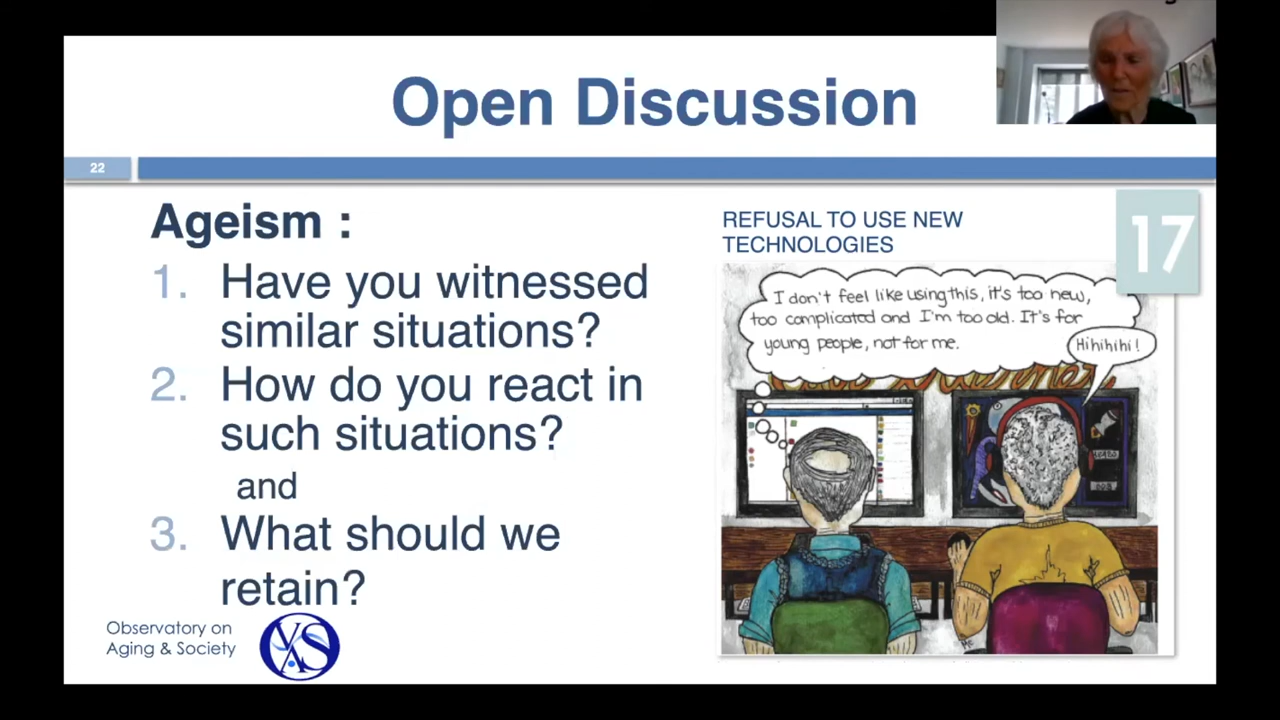 Open Discussion
22
Ageism :
1. Have you witnessed
similar situations?
2. How do you react in
such situations?
and
3. What should we
retain?
Observatory on
Aging & Society
REFUSAL TO USE NEW
TECHNOLOGIES
17
I don't feel like using this, it's too new,
too complicated and I'm too old. It's for
young people, not for me.
Hihihihi!